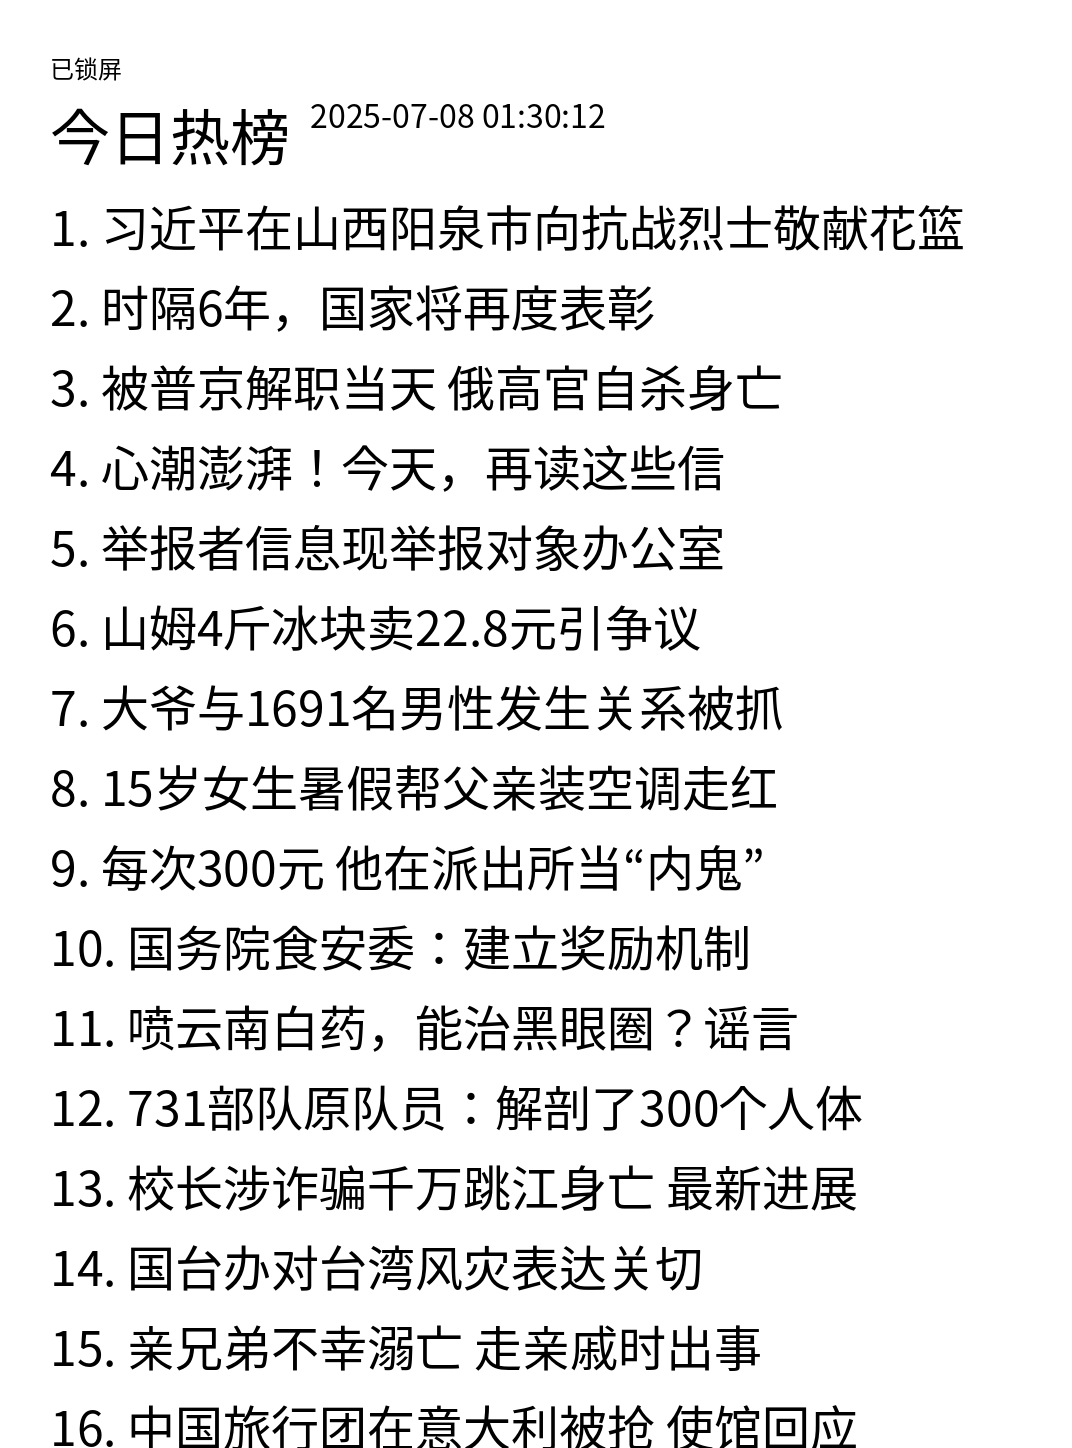 已锁屏
今日热榜 2025-07-08 01:30:12
1. 习近平在山西阳泉市向抗战烈士敬献花篮
2. 时隔6年，国家将再度表彰
3. 被普京解职当天 俄高官自杀身亡
4. 心潮澎湃！今天，再读这些信
5. 举报者信息现举报对象办公室
6. 山姆4斤冰块卖22.8元引争议
7. 大爷与1691名男性发生关系被抓
8. 15岁女生暑假帮父亲装空调走红
9. 每次300元 他在派出所当“内鬼”
10. 国务院食安委：建立奖励机制
11. 喷云南白药，能治黑眼圈？谣言
12. 731部队原队员：解剖了300个人体
13. 校长涉诈骗千万跳江身亡 最新进展
14. 国台办对台湾风灾表达关切
15. 亲兄弟不幸溺亡 走亲戚时出事
16. 中国旅行团在意大利被抢 使馆回应